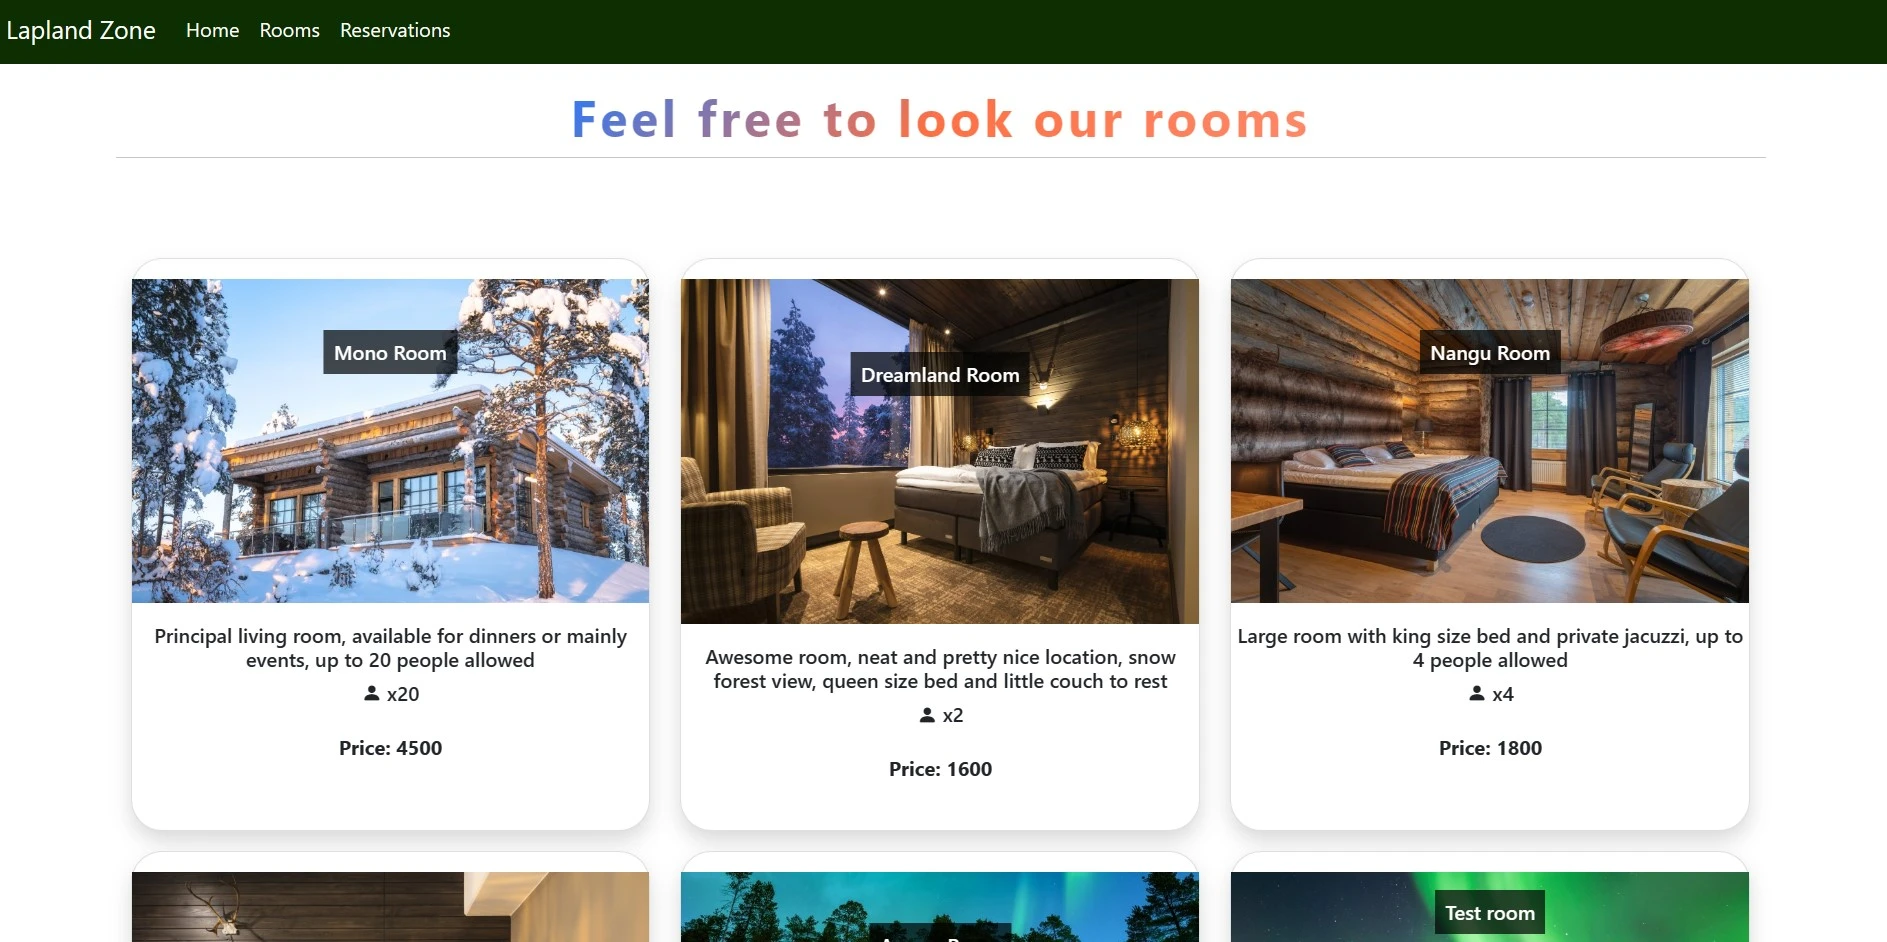 Lapland Zone Home Rooms Reservations
Feel free to look our rooms
Mono Room
Principal living room, available for dinners or mainly
events, up to 20 people allowed
x20
Price: 4500
Dreamland Room
Awesome room, neat and pretty nice location, snow
forest view, queen size bed and little couch to rest
x2
Price: 1600
Nangu Room
Large room with king size bed and private jacuzzi, up to
4 people allowed
x4
Price: 1800
Test room